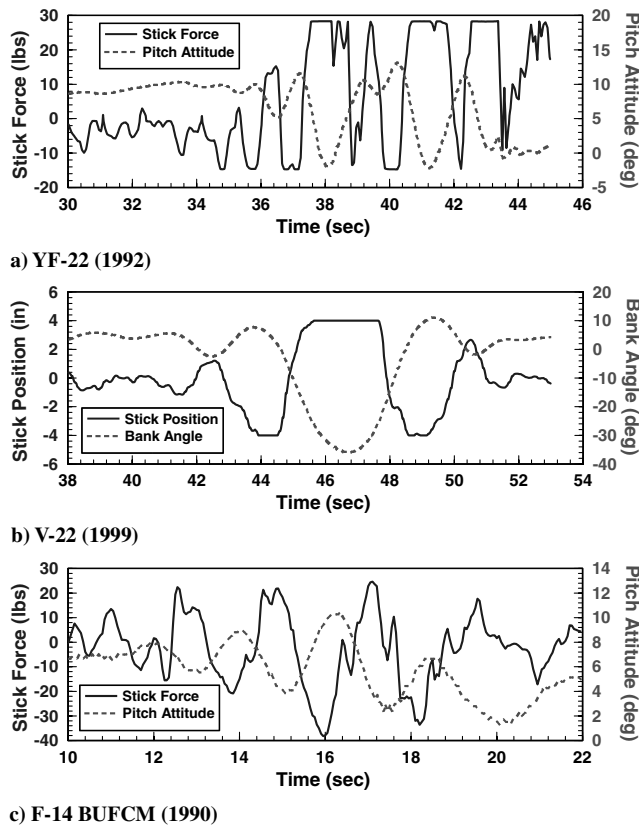 30 20
Stick Force
Pitch Attitude
20 15
10 10
0 5
-10 0
-20 -5
30 32 34 36 38 40 42 44 46
Stick Force (lbs)
Pitch Attitude (deg)
Time (sec)
a) YF-22 (1992)
6 20
4 10
2 0
0 -10
-2 -20
Stick Position
Bank Angle
-4 -30
-6 -40
38 40 42 44 46 48 50 52 54
Stick Position (in)
Bank Angle (deg)
Time (sec)
b) V-22 (1999)
30 14
20 12
10 10
0 8
-10 6
-20 4
Stick Force
Pitch Attitude
-30 2
-40 0
10 12 14 16 18 20 22
Stick Force (lbs)
Pitch Attitude (deg)
Time (sec)
c) F-14 BUFCM (1990)